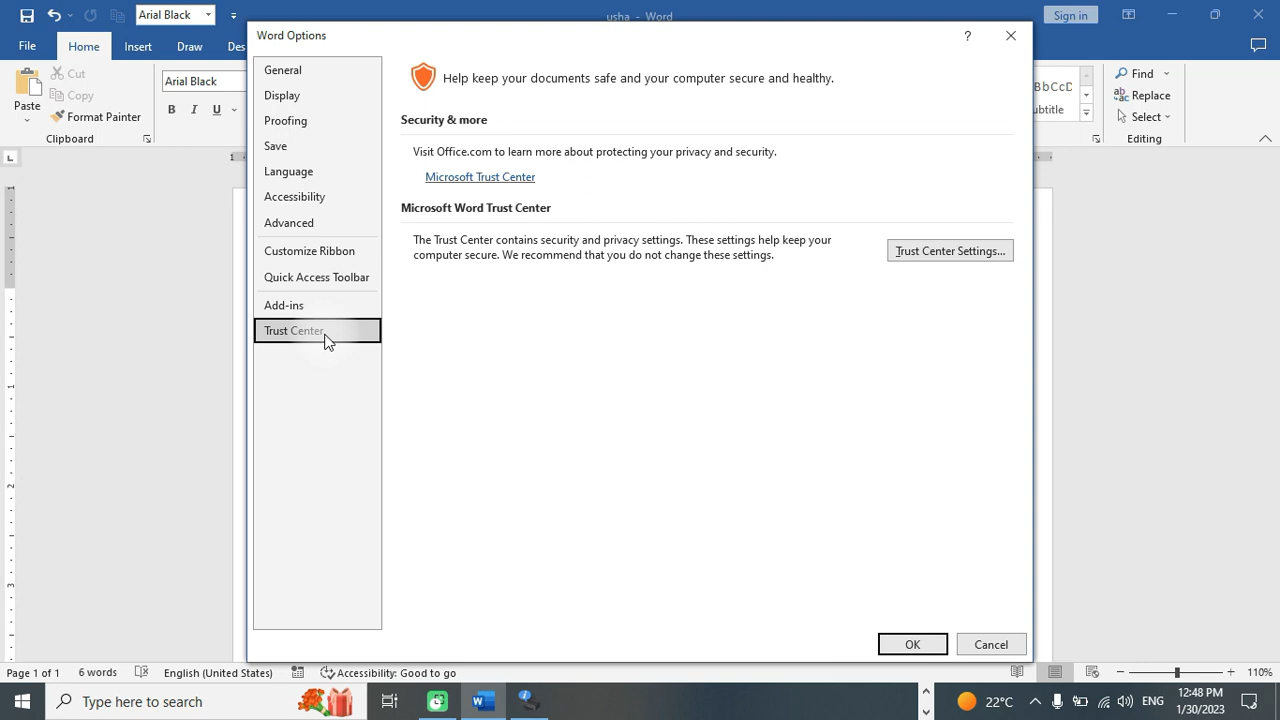 Arial Black
usha - Word
Sign in
Word Options
?
File
Home
Insert
Draw
Des
Cut
Copy
Paste
Format Painter
Clipboard
Arial Black
B I U
General
Display
Proofing
Save
Language
Accessibility
Advanced
Customize Ribbon
Quick Access Toolbar
Add-ins
Trust Center
Help keep your documents safe and your computer secure and healthy.
Security & more
Visit Office.com to learn more about protecting your privacy and security.
Microsoft Trust Center
Microsoft Word Trust Center
The Trust Center contains security and privacy settings. These settings help keep your
computer secure. We recommend that you do not change these settings.
Trust Center Settings...
OK
Cancel
Find
Replace
Select
Editing
Page 1 of 1
6 words
English (United States)
Accessibility: Good to go
110%
Type here to search
22°C
ENG
12:48 PM
1/30/2023